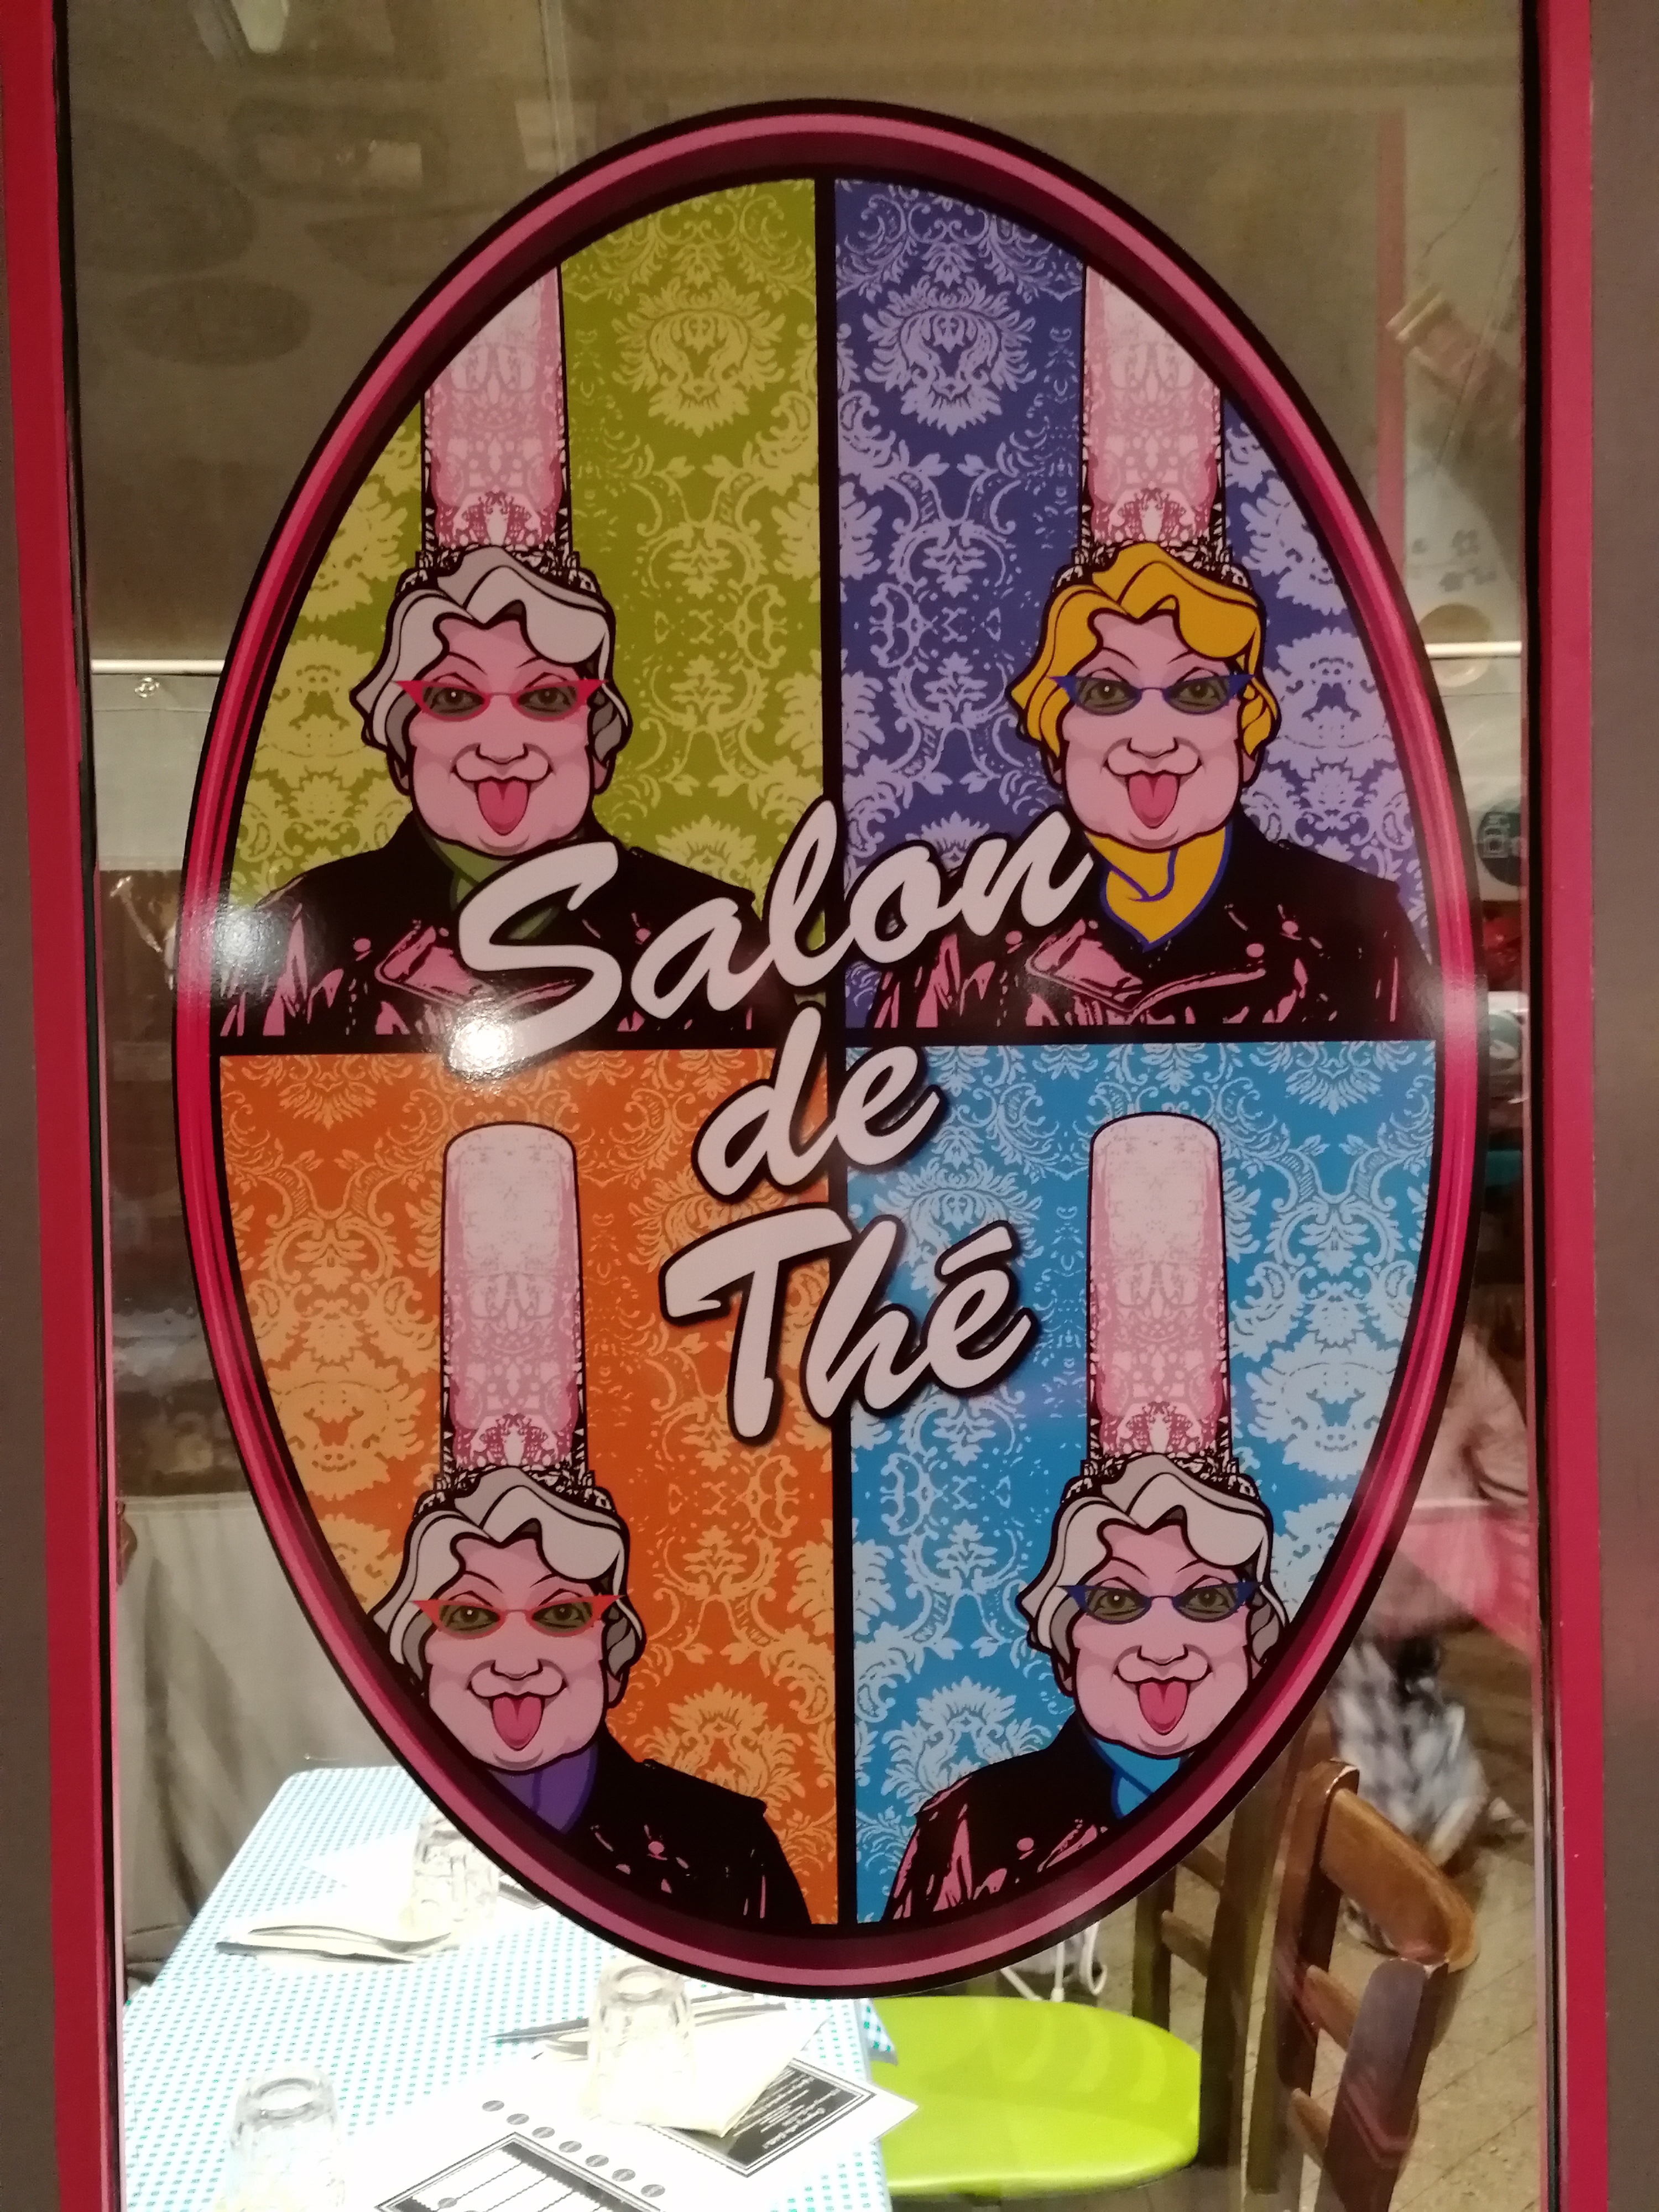 Salon
de
Thé